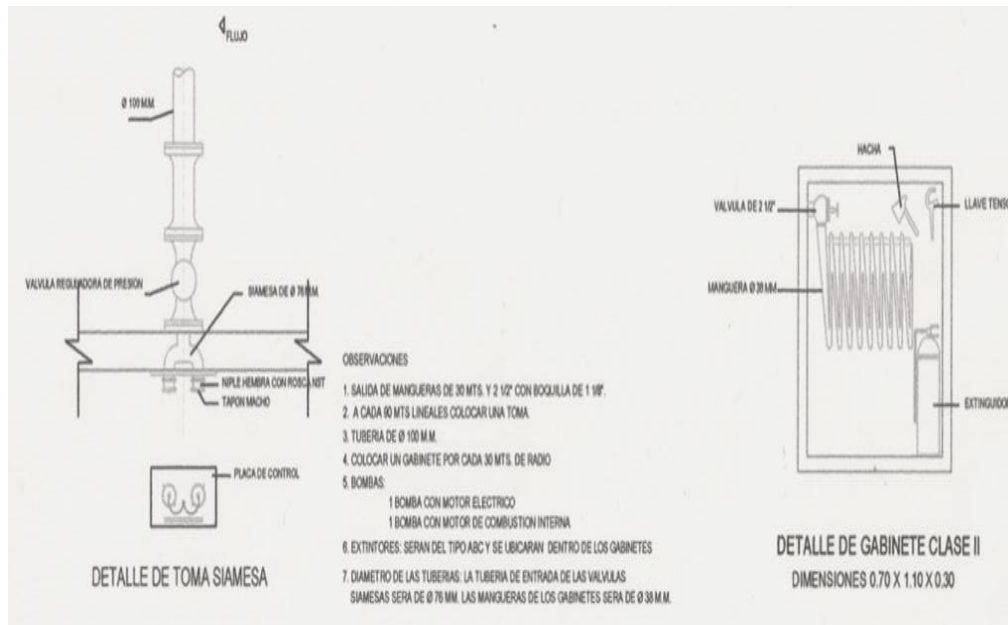 FLUJO
Ø 100 M.M.
VALVULA REGULADORA DE PRESION
SIAMESA DE Ø 76 M.M.
NIPLE HEMBRA CON ROSCA NST
TAPON MACHO
PLACA DE CONTROL
DETALLE DE TOMA SIAMESA
OBSERVACIONES
1. SALIDA DE MANGUERAS DE 30 MTS. Y 2 1/2" CON BOQUILLA DE 1 1/8".
2. A CADA 90 MTS LINEALES COLOCAR UNA TOMA.
3. TUBERIA DE Ø 100 M.M.
4. COLOCAR UN GABINETE POR CADA 30 MTS. DE RADIO
5. BOMBAS:
1 BOMBA CON MOTOR ELECTRICO
1 BOMBA CON MOTOR DE COMBUSTION INTERNA
6. EXTINTORES: SERAN DEL TIPO ABC Y SE UBICARAN DENTRO DE LOS GABINETES
7. DIAMETRO DE LAS TUBERIAS: LA TUBERIA DE ENTRADA DE LAS VALVULAS
SIAMESAS SERA DE Ø 76 MM. LAS MANGUERAS DE LOS GABINETES SERA DE Ø 38 M.M.
HACHA
VALVULA DE 2 1/2"
LLAVE TENSO
MANGUERA Ø 38 MM.
EXTINGUIDOR
DETALLE DE GABINETE CLASE II
DIMENSIONES 0.70 X 1.10 X 0.30